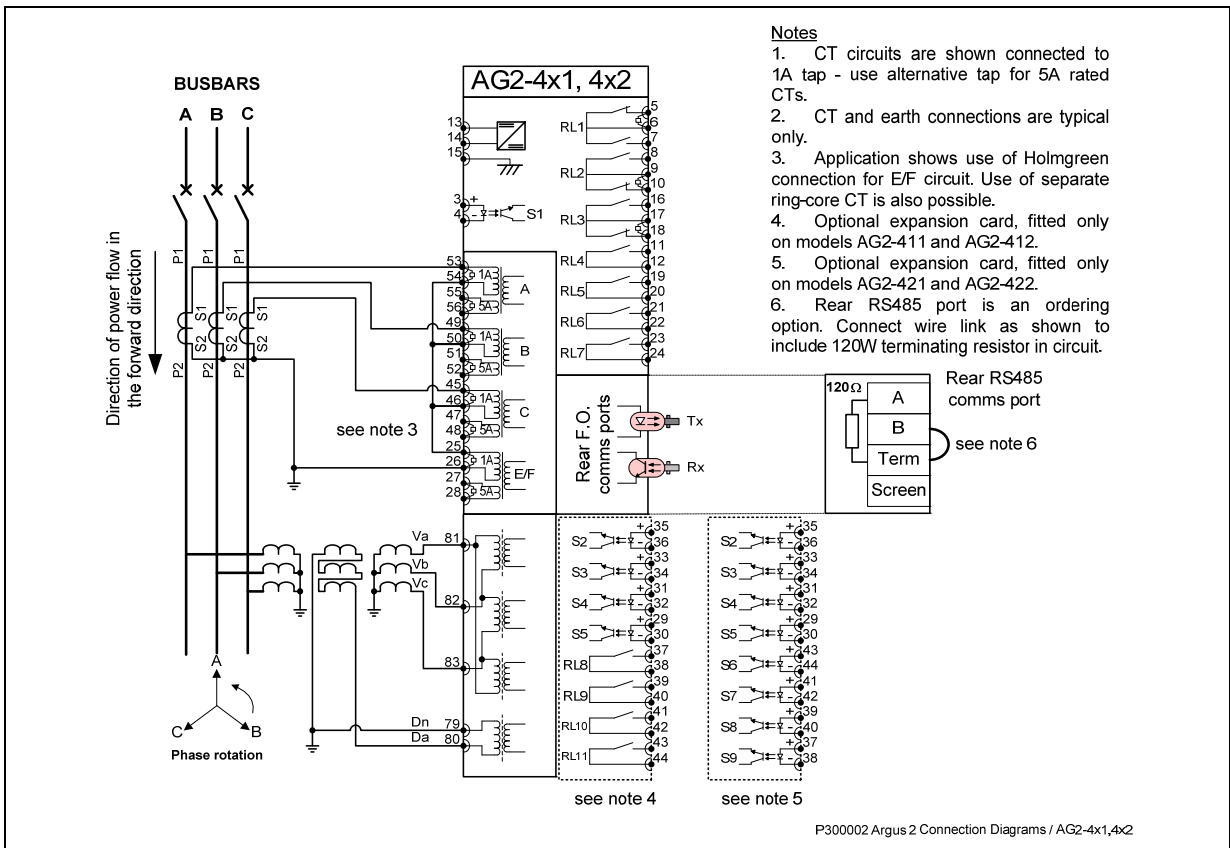 Notes
1. CT circuits are shown connected to
1A tap - use alternative tap for 5A rated
CTs.
2. CT and earth connections are typical
only.
3. Application shows use of Holmgreen
connection for E/F circuit. Use of separate
ring-core CT is also possible.
4. Optional expansion card, fitted only
on models AG2-411 and AG2-412.
5. Optional expansion card, fitted only
on models AG2-421 and AG2-422.
6. Rear RS485 port is an ordering
option. Connect wire link as shown to
include 120W terminating resistor in circuit.
BUSBARS
A B C
Direction of power flow in
the forward direction
P1 P1 P1
S1 S1 S1
S2 S2 S2
P2 P2 P2
AG2-4x1, 4x2
13
14
15
3 +
4 - S1
53
54 1A
55 A
56 5A
49
50 1A
51 B
52 5A
45
46 1A
47 C
48 5A
25
26 1A
27 E/F
28 5A
see note 3
RL1 5
6
7
RL2 8
9
10
RL3 16
17
18
RL4 11
12
RL5 19
20
RL6 21
22
RL7 23
24
Rear F.O.
comms ports
Tx
Rx
120Ω
A
B
Term
Screen
Rear RS485
comms port
see note 6
Va 81
Vb 82
Vc 83
Dn 79
Da 80
S2 + 35
- 36
S3 + 33
- 34
S4 + 31
- 32
S5 + 29
- 30
RL8 37
38
RL9 39
40
RL10 41
42
RL11 43
44
see note 4
S2 + 35
- 36
S3 + 33
- 34
S4 + 31
- 32
S5 + 29
- 30
S6 + 43
- 44
S7 + 41
- 42
S8 + 39
- 40
S9 + 37
- 38
see note 5
A
C B
Phase rotation
P300002 Argus 2 Connection Diagrams / AG2-4x1,4x2